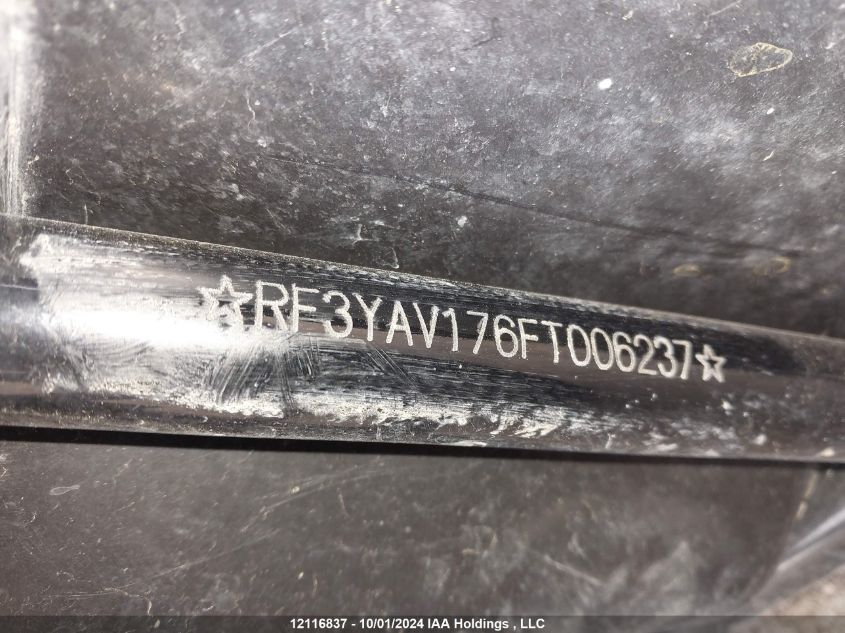 ☆RF3YAV176FT006237☆
12116837 - 10/01/2024 IAA Holdings , LLC